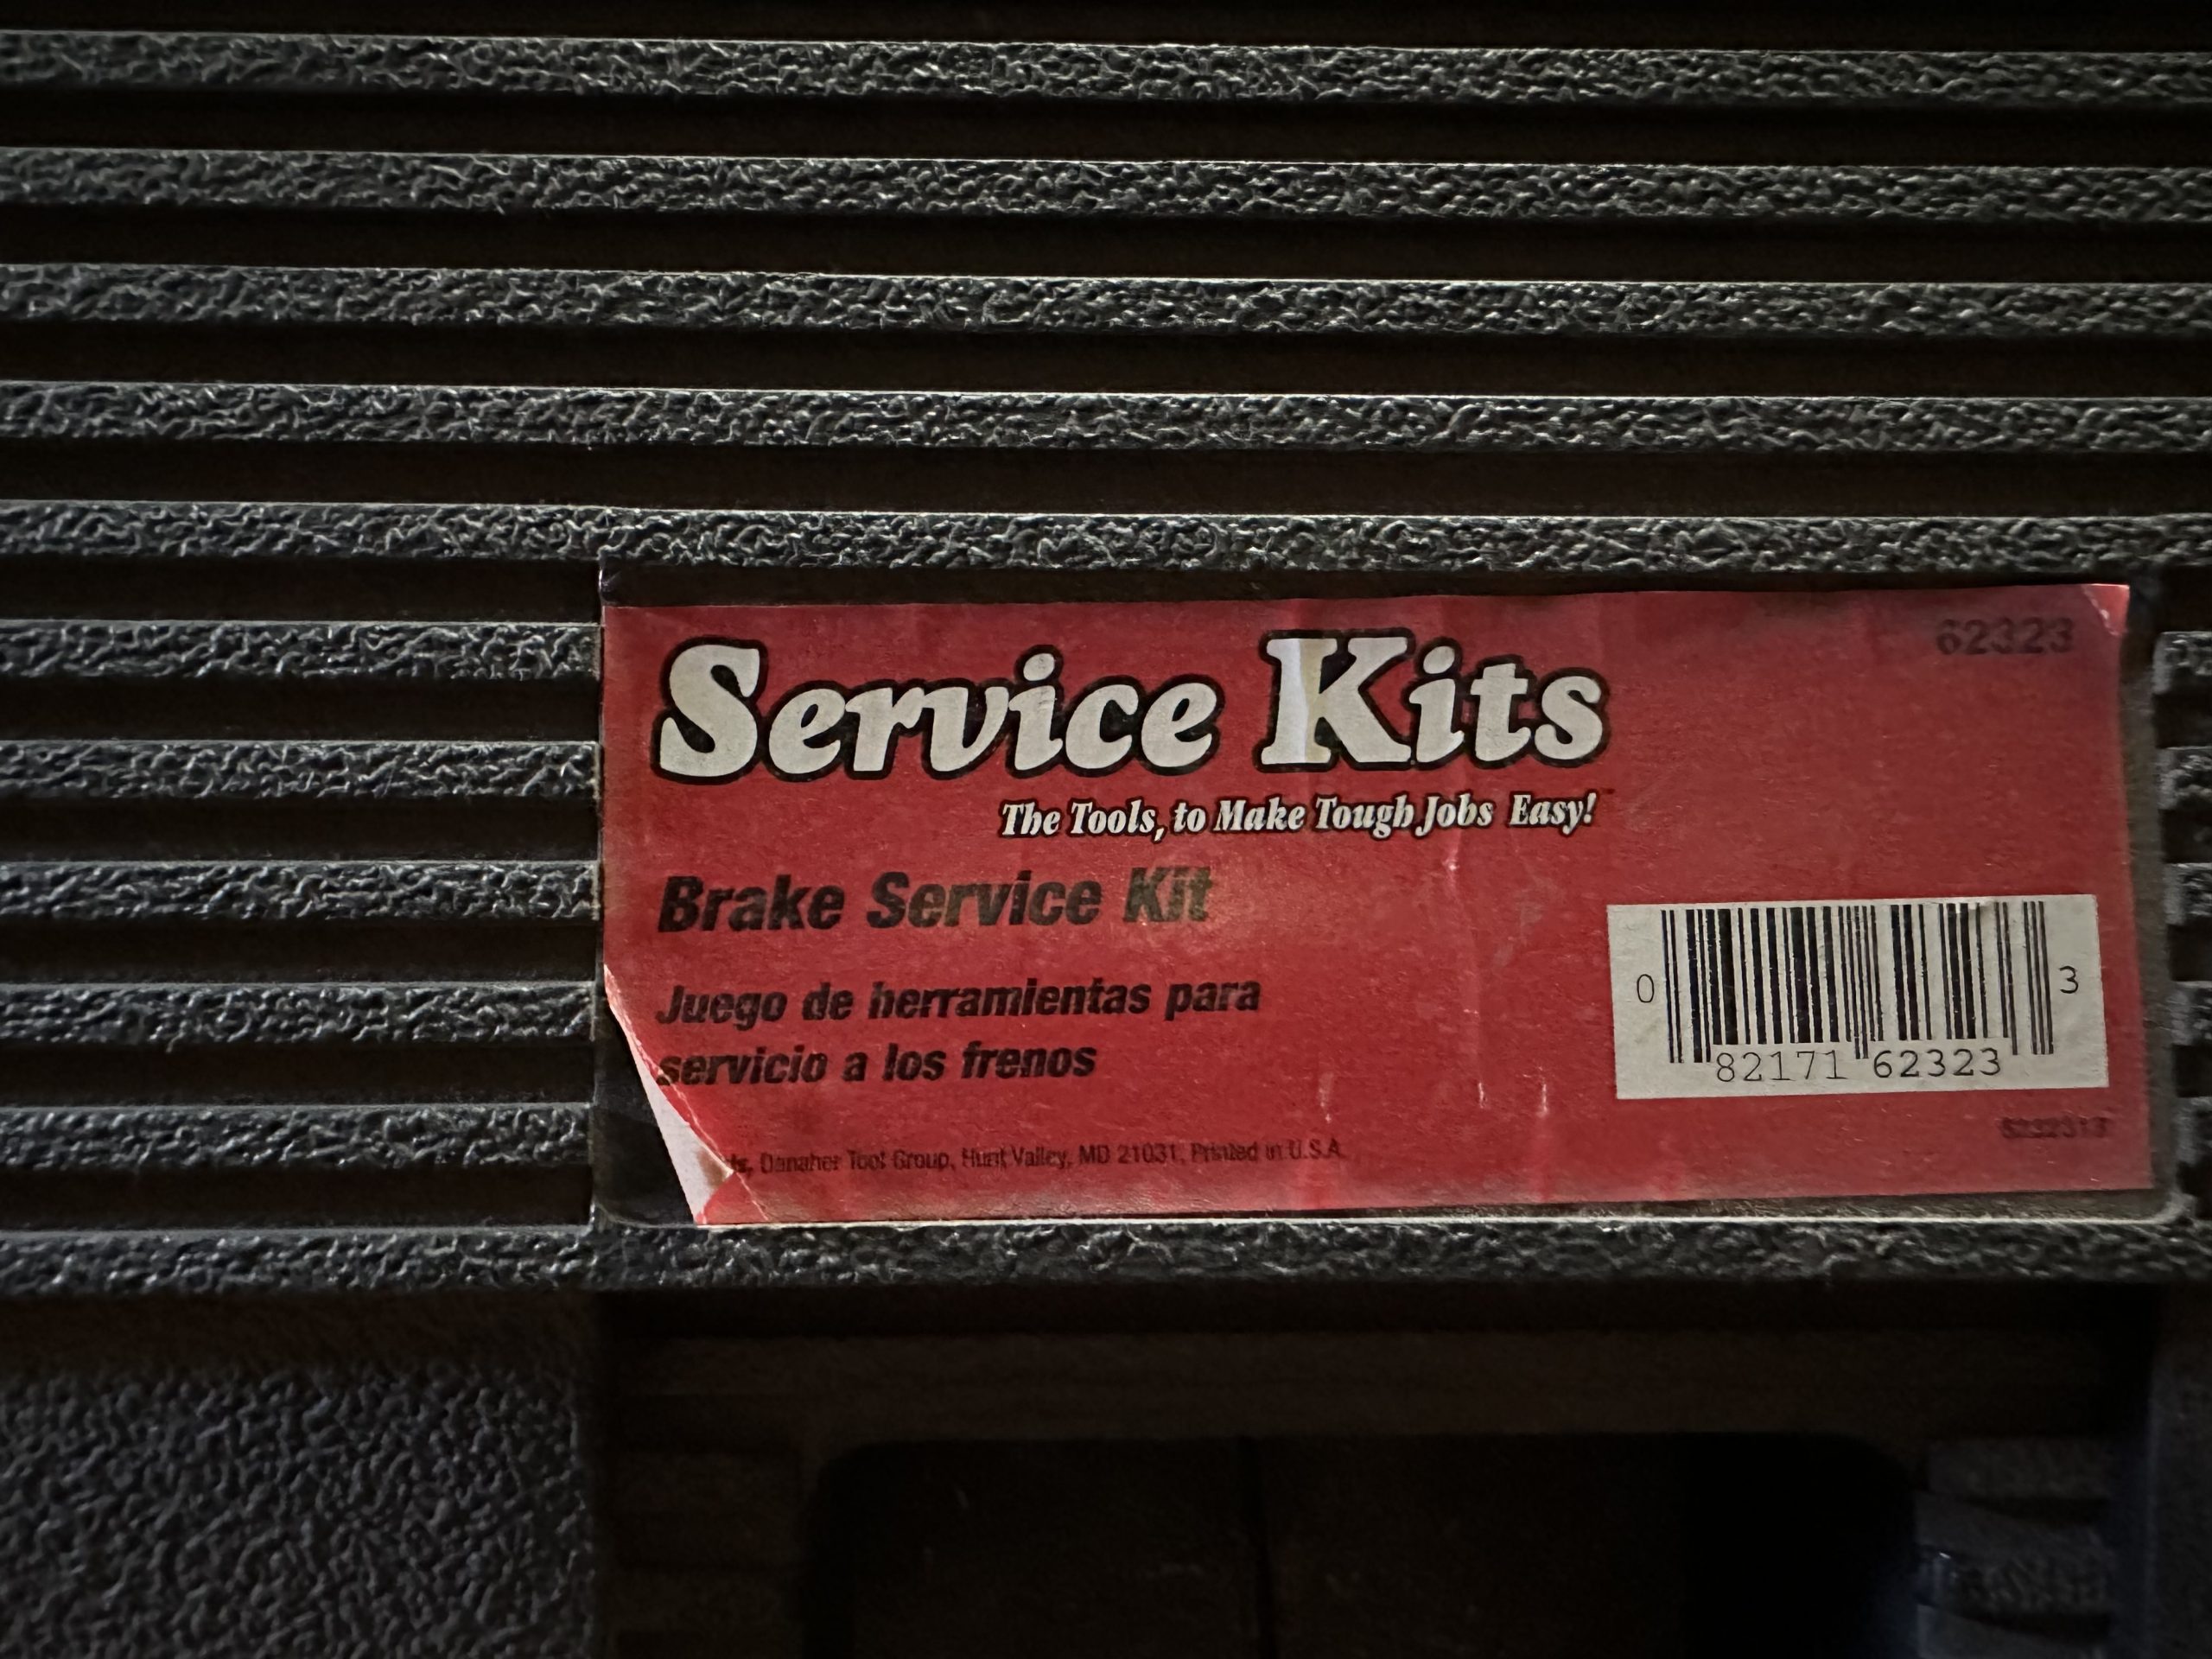 62323
Service Kits
The Tools, to Make Tough Jobs Easy!
Brake Service Kit
Juego de herramientas para
servicio a los frenos
0 82171 62323 3
Danaher Tool Group, Hunt Valley, MD 21031, Printed in U.S.A.